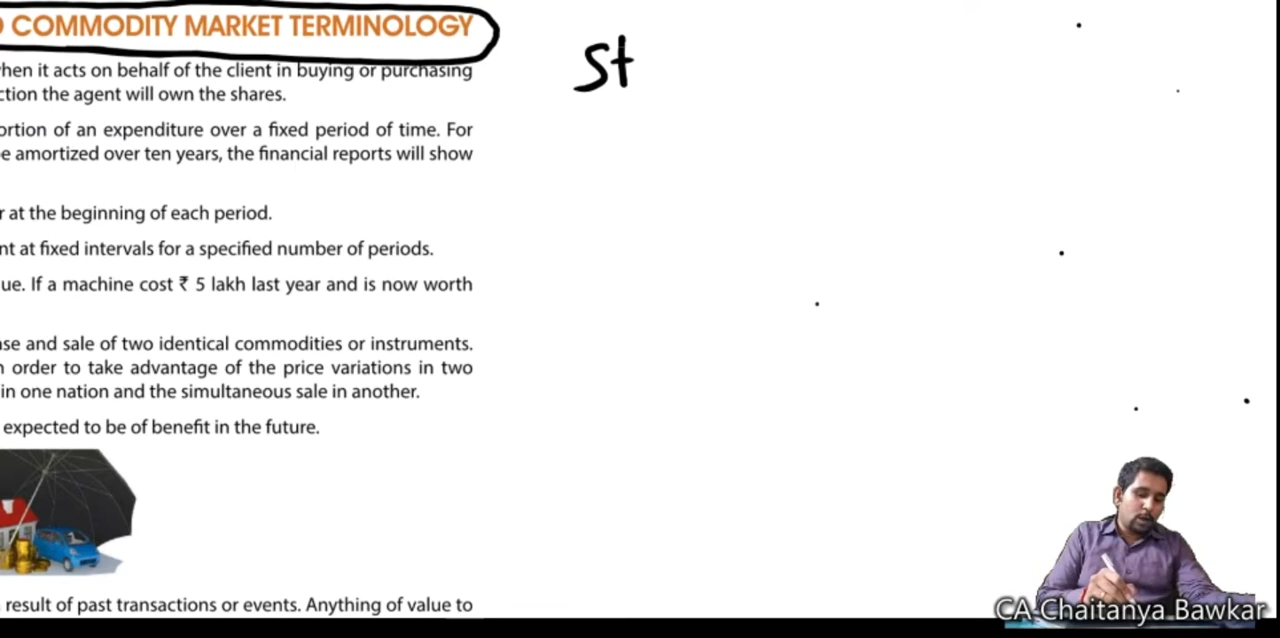 COMMODITY MARKET TERMINOLOGY
St
when it acts on behalf of the client in buying or purchasing
ction the agent will own the shares.
ortion of an expenditure over a fixed period of time. For
e amortized over ten years, the financial reports will show
r at the beginning of each period.
nt at fixed intervals for a specified number of periods.
ue. If a machine cost ₹ 5 lakh last year and is now worth
se and sale of two identical commodities or instruments.
n order to take advantage of the price variations in two
in one nation and the simultaneous sale in another.
expected to be of benefit in the future.
result of past transactions or events. Anything of value to
CA Chaitanya Bawkar